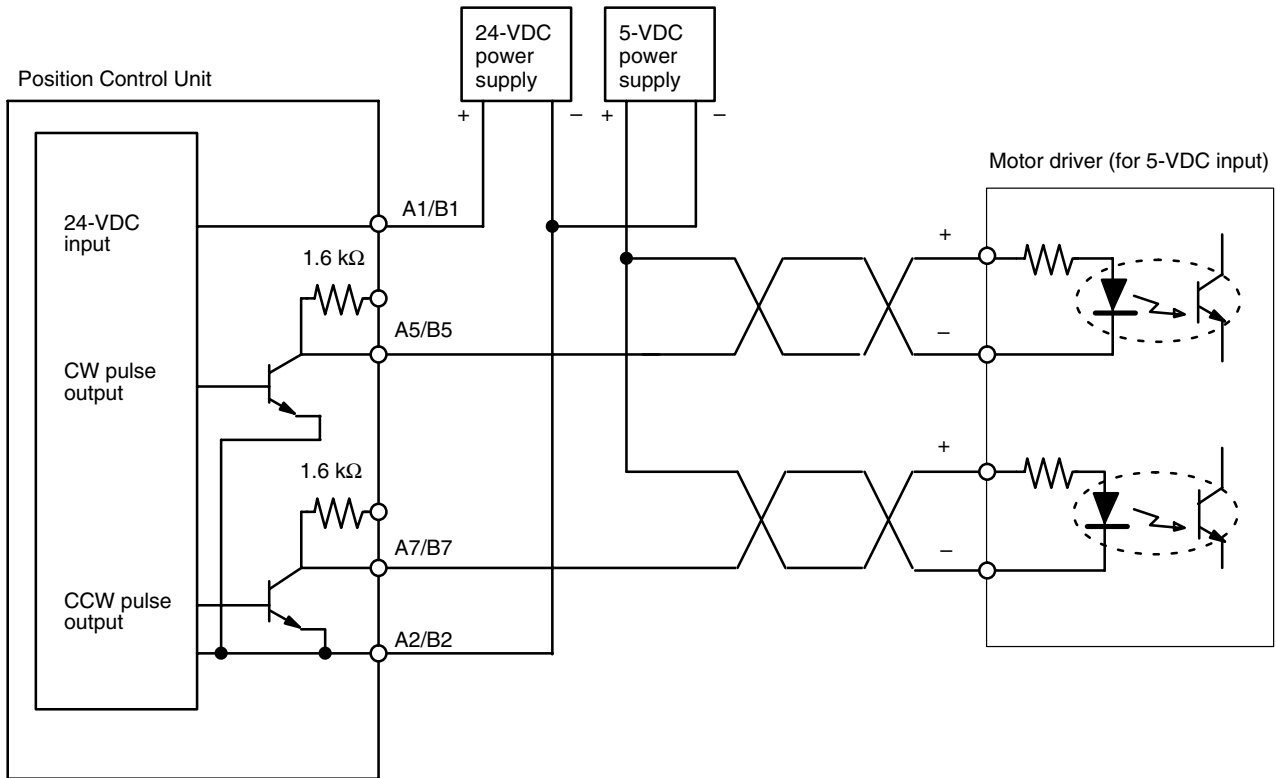 24-VDC
power
supply
5-VDC
power
supply
Position Control Unit
+
–
+
–
Motor driver (for 5-VDC input)
24-VDC
input
A1/B1
1.6 kΩ
+
A5/B5
–
CW pulse
output
1.6 kΩ
+
A7/B7
–
CCW pulse
output
A2/B2